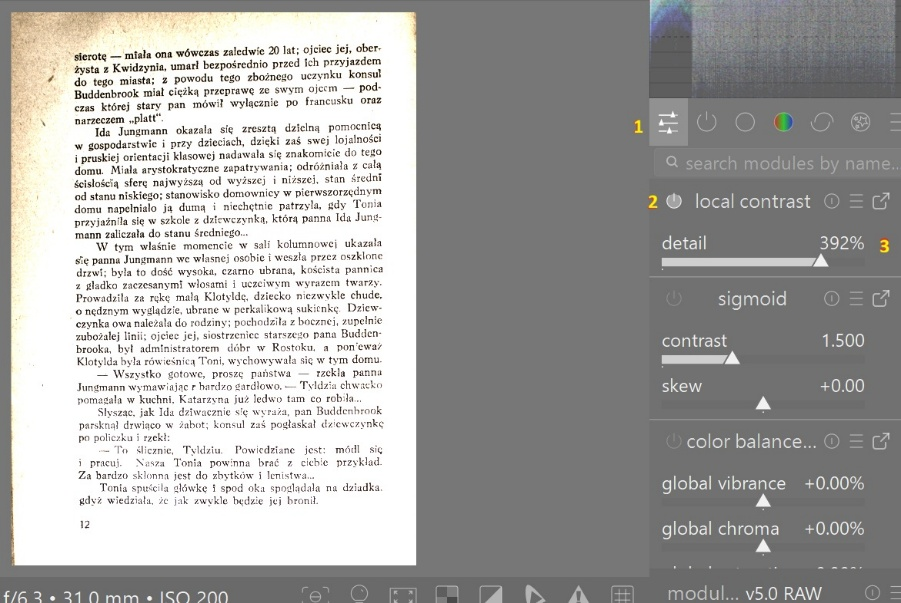 sierotę — miała ona wówczas zaledwie 20 lat; ojciec jej, ober-
żysta z Kwidzynia, umarł bezpośrednio przed ich przyjazdem
do tego miasta; z powodu tego zbożnego uczynku konsul
Buddenbrook miał ciężką przeprawę ze swym ojcem — pod-
czas której stary pan mówił wyłącznie po francusku oraz
narzeczem „platt".
Ida Jungmann okazała się zresztą dzielną pomocnicą
w gospodarstwie i przy dzieciach, dzięki zaś swej lojalności
i pruskiej orientacji klasowej nadawała się znakomicie do tego
domu. Miała arystokratyczne zapatrywania; odróżniała z całą
ścisłością sferę najwyższą od wyższej i niższej, stan średni
od stanu niskiego; stanowisko domownicy w pierwszorzędnym
domu napełniało ją dumą i niechętnie patrzyła, gdy Tonia
przyjaźniła się w szkole z dziewczynką, którą panna Ida Jung-
mann zaliczała do stanu średniego...
W tym właśnie momencie w sali kolumnowej ukazała
się panna Jungmann we własnej osobie i weszła przez oszklone
drzwi; była to dość wysoka, czarno ubrana, koścista pannica
z gładko zaczesanymi włosami i uczciwym wyrazem twarzy.
Prowadziła za rękę małą Klotyldę, dziecko niezwykle chude,
o nędznym wyglądzie, ubrane w perkalikową sukienkę. Dziew-
czynka owa należała do rodziny; pochodziła z bocznej, zupełnie
zubożałej linii; ojciec jej, siostrzeniec starszego pana Budden-
brooka, był administratorem dóbr w Rostoku, a ponieważ
Klotylda była rówieśnicą Toni, wychowywała się w tym domu.
— Wszystko gotowe, proszę państwa — rzekła panna
Jungmann wymawiając r bardzo gardłowo. — Tyldzia chwacko
pomagała w kuchni, Katarzyna już ledwo tam co robiła...
Słysząc, jak Ida dziwacznie się wyraża, pan Buddenbrook
parsknął drwiąco w żabot; konsul zaś pogłaskał dziewczynkę
po policzku i rzekł:
— To ślicznie, Tyldziu. Powiedziane jest: módl się
i pracuj. Nasza Tonia powinna brać z ciebie przykład.
Za bardzo skłonna jest do zbytków i lenistwa...
Tonia spuściła główkę i spod oka spoglądała na dziadka,
gdyż wiedziała, że jak zwykle będzie jej bronił.
12
1
search modules by name...
2 local contrast
detail 392% 3
sigmoid
contrast 1.500
skew +0.00
color balance...
global vibrance +0.00%
global chroma +0.00%
f/6.3 • 31.0 mm • ISO 200
modul... v5.0 RAW